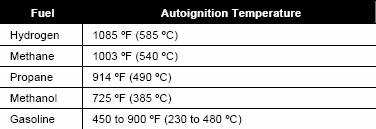 Fuel Autoignition Temperature
Hydrogen 1085 ºF (585 ºC)
Methane 1003 ºF (540 ºC)
Propane 914 ºF (490 ºC)
Methanol 725 ºF (385 ºC)
Gasoline 450 to 900 ºF (230 to 480 ºC)